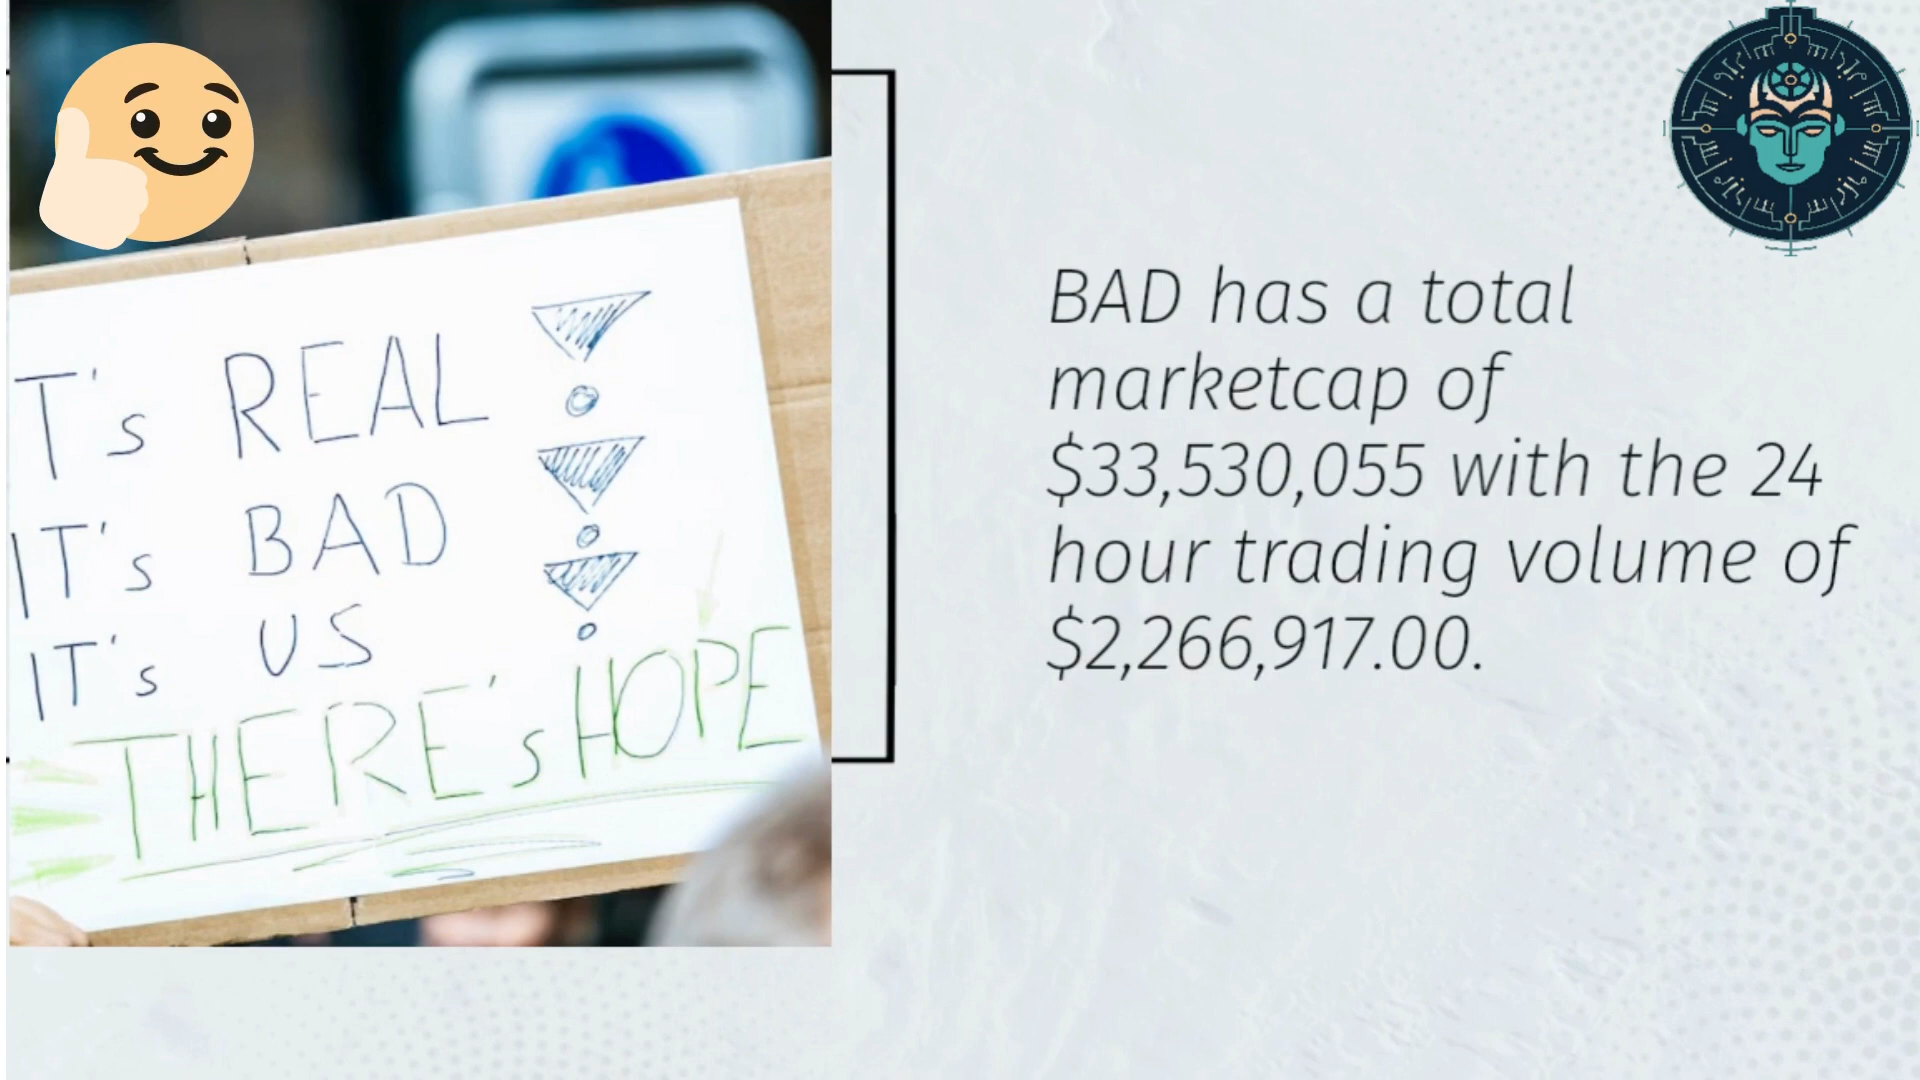 T's REAL
IT's BAD
IT's US
THERE's HOPE
BAD has a total
marketcap of
$33,530,055 with the 24
hour trading volume of
$2,266,917.00.